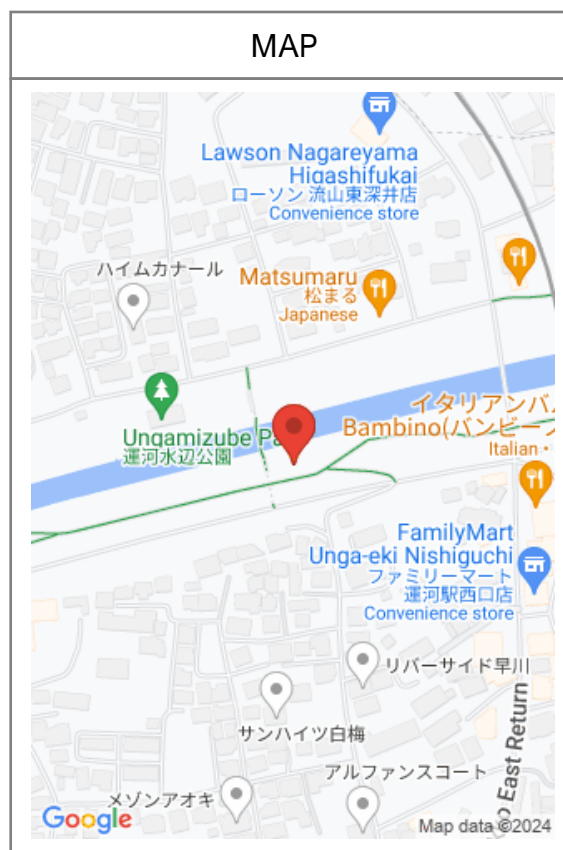 MAP
Lawson Nagareyama
Higashifukai
ローソン 流山東深井店
Convenience store
ハイムカナール
Matsumaru
松まる
Japanese
イタリアンバ
Bambino(バンビー
Italian・
Ungamizube
運河水辺公園
FamilyMart
Unga-eki Nishiguchi
ファミリーマート
運河駅西口店
Convenience store
リバーサイド早川
サンハイツ白梅
East Return
アルファンスコート
メゾンアオキ
Google
Map data ©2024